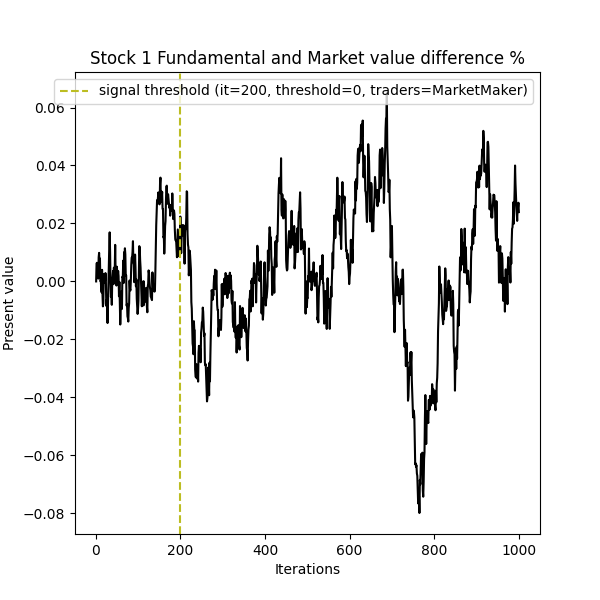 Stock 1 Fundamental and Market value difference %
signal threshold (it=200, threshold=0, traders=MarketMaker)
0.06
0.04
0.02
0.00
−0.02
−0.04
−0.06
−0.08
Present value
0 200 400 600 800 1000
Iterations